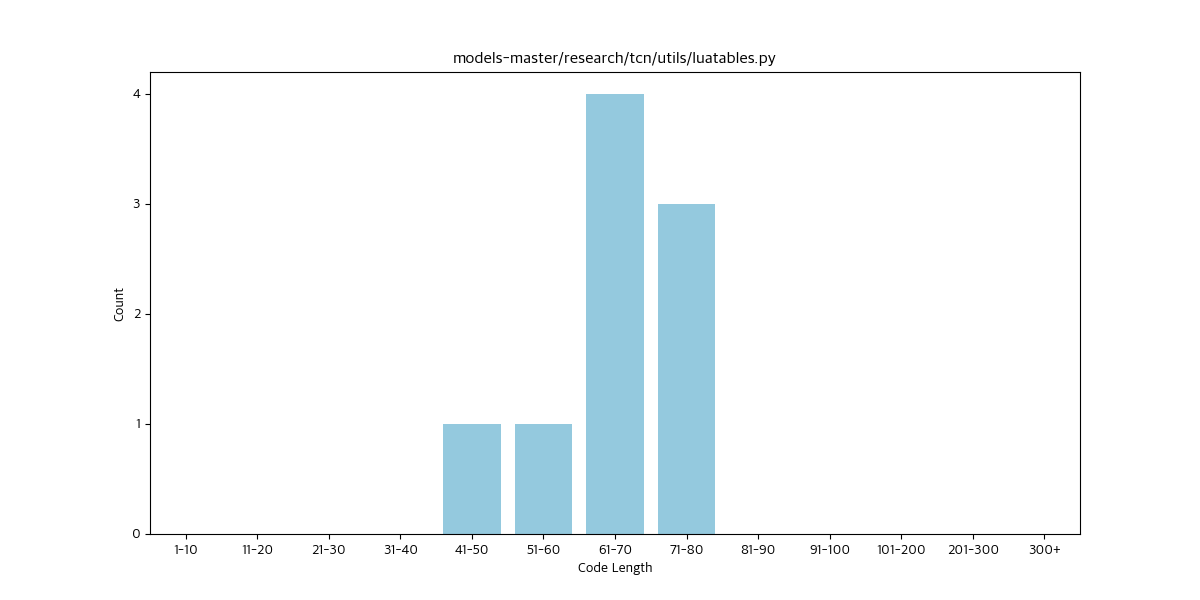 models-master/research/tcn/utils/luatables.py
4
3
2
1
0
Count
1-10 11-20 21-30 31-40 41-50 51-60 61-70 71-80 81-90 91-100 101-200 201-300 300+
Code Length